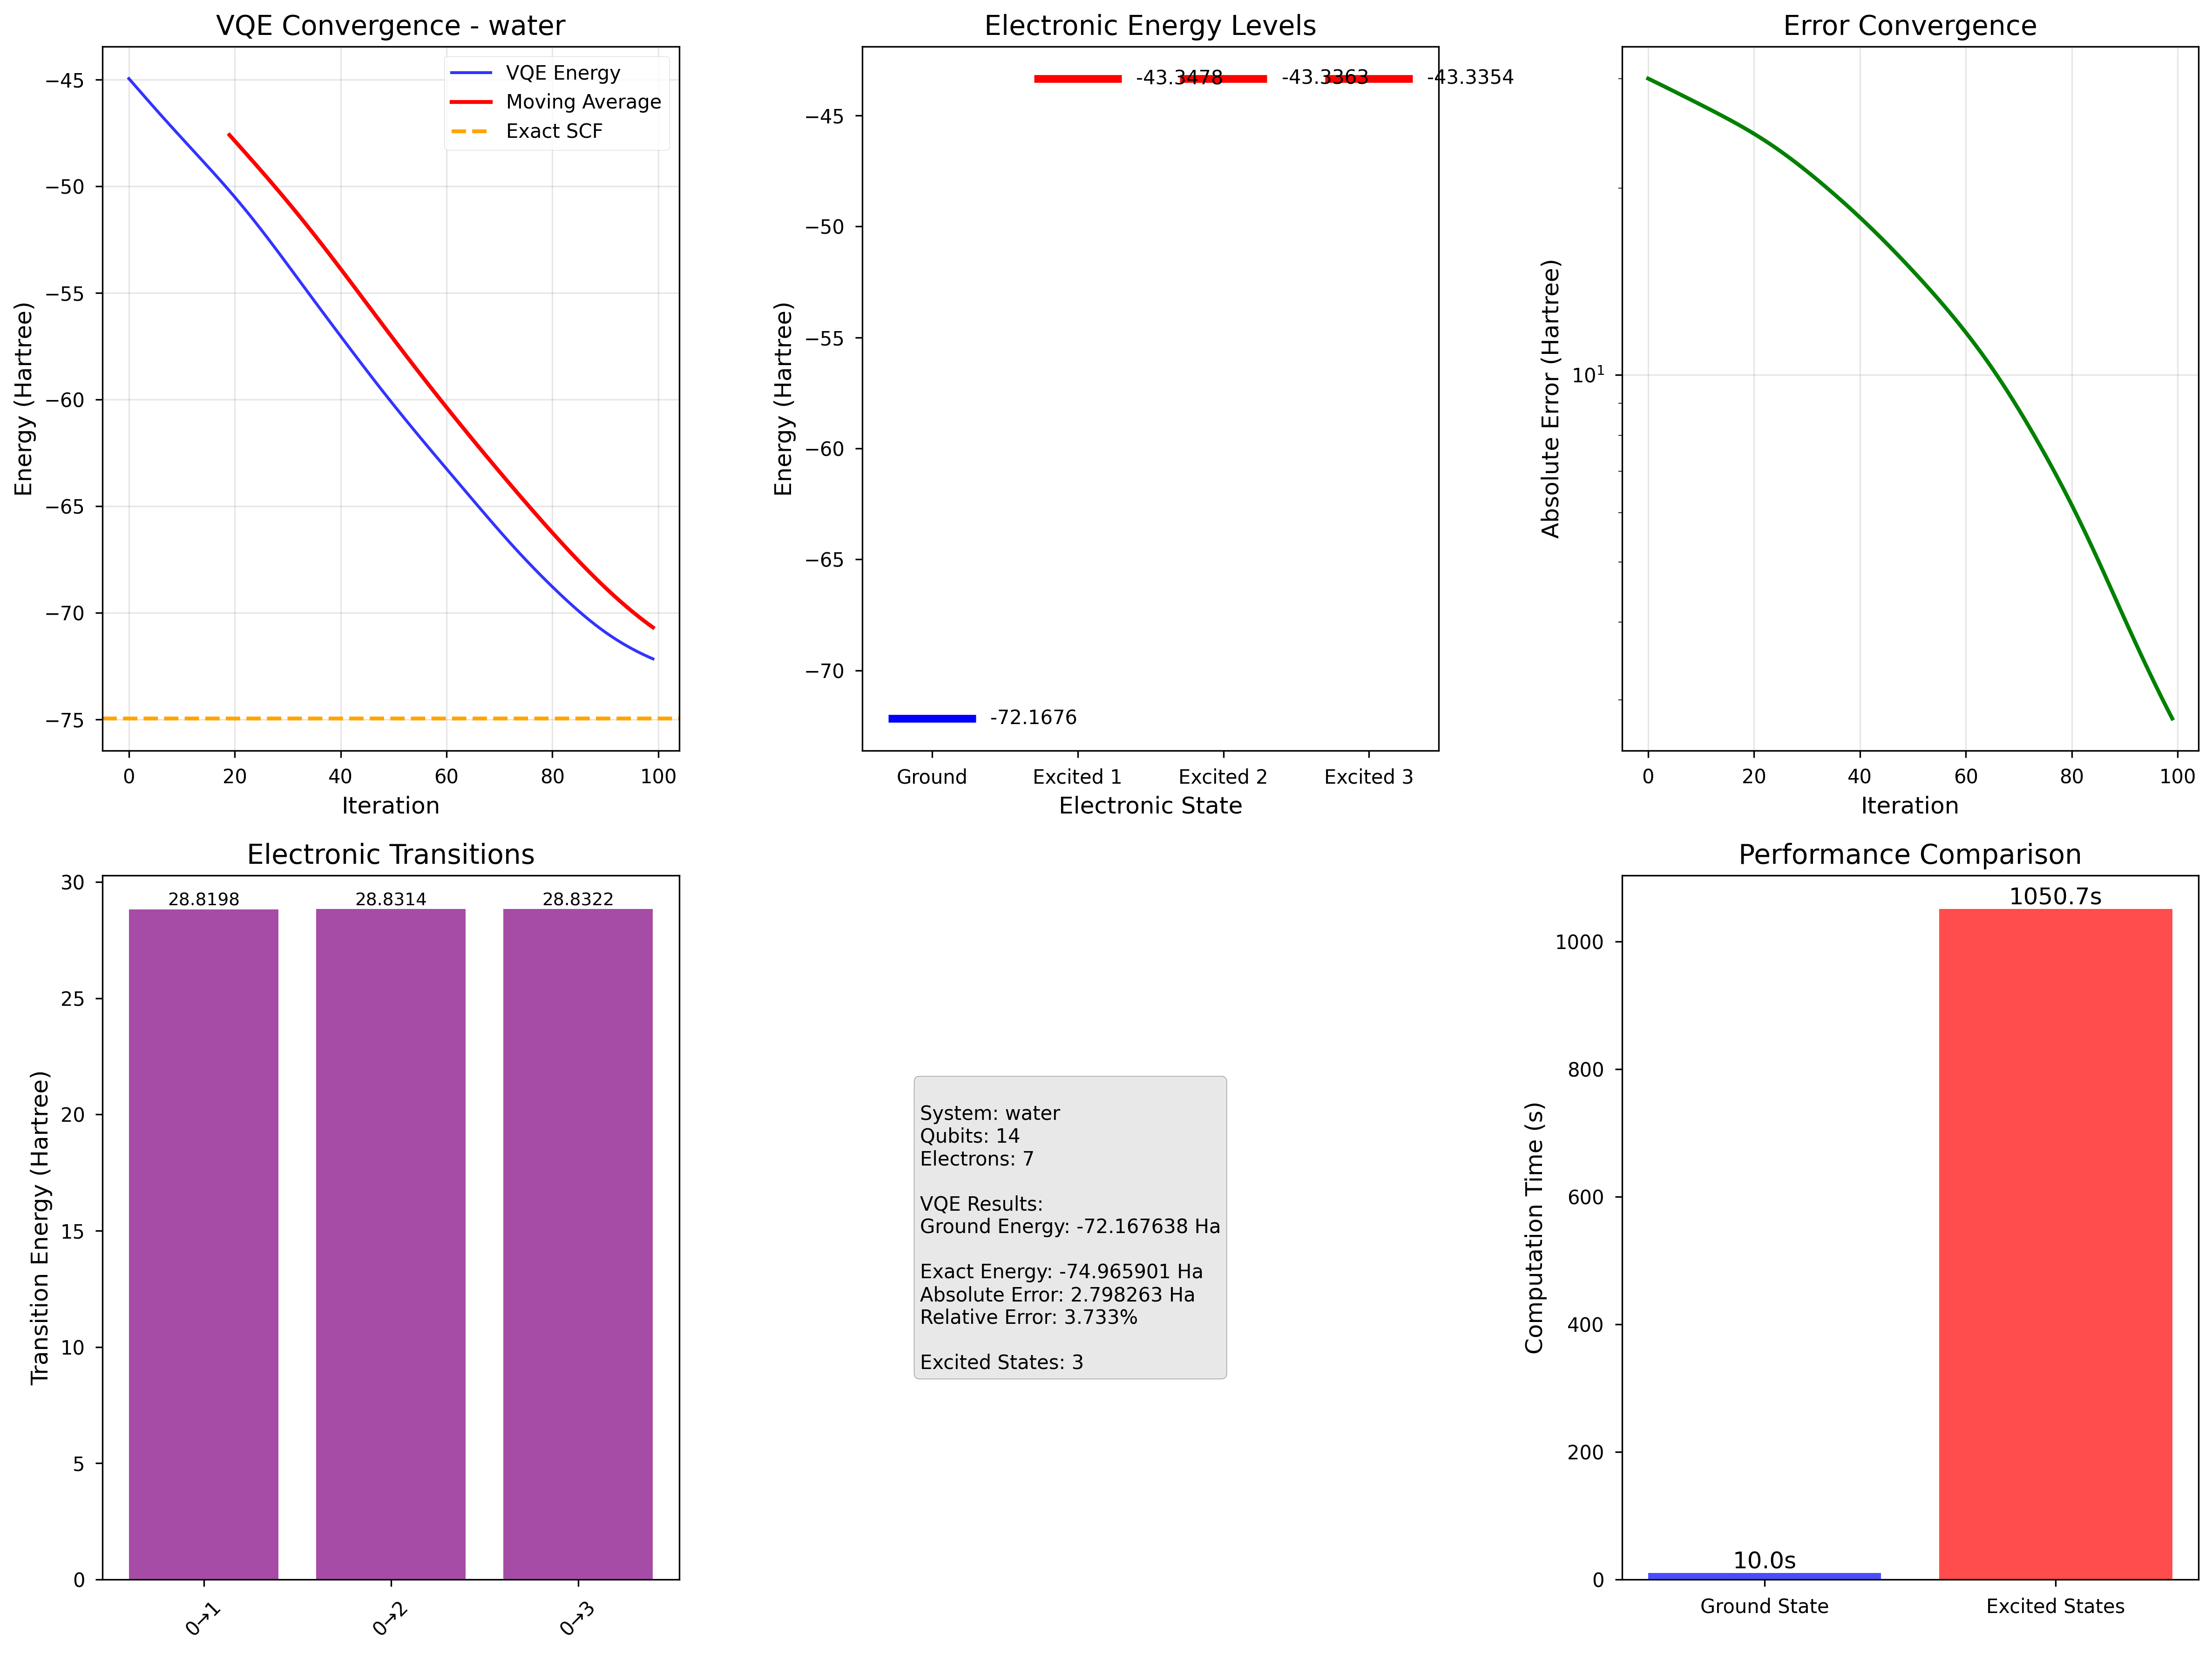 VQE Convergence - water
Energy (Hartree)
−45
−50
−55
−60
−65
−70
−75
VQE Energy
Moving Average
Exact SCF
0 20 40 60 80 100
Iteration
Electronic Energy Levels
Energy (Hartree)
−45
−50
−55
−60
−65
−70
-43.3478
-43.3363
-43.3354
-72.1676
Ground Excited 1 Excited 2 Excited 3
Electronic State
Error Convergence
Absolute Error (Hartree)
10¹
0 20 40 60 80 100
Iteration
Electronic Transitions
Transition Energy (Hartree)
30
25
20
15
10
5
0
28.8198 28.8314 28.8322
0→1 0→2 0→3
System: water
Qubits: 14
Electrons: 7
VQE Results:
Ground Energy: -72.167638 Ha
Exact Energy: -74.965901 Ha
Absolute Error: 2.798263 Ha
Relative Error: 3.733%
Excited States: 3
Performance Comparison
Computation Time (s)
1000
800
600
400
200
0
1050.7s
10.0s
Ground State Excited States